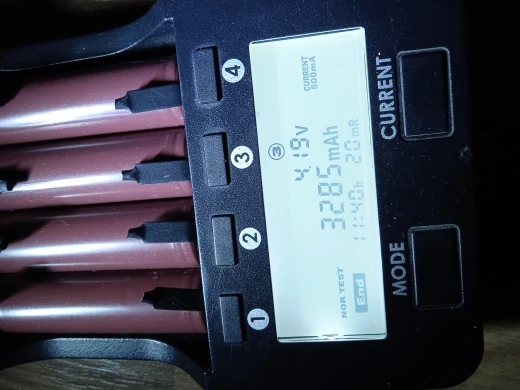 NOR TEST
End
③
4.19V
3285mAh
11:40h 20mR
CURRENT
500mA
1
2
3
4
MODE
CURRENT